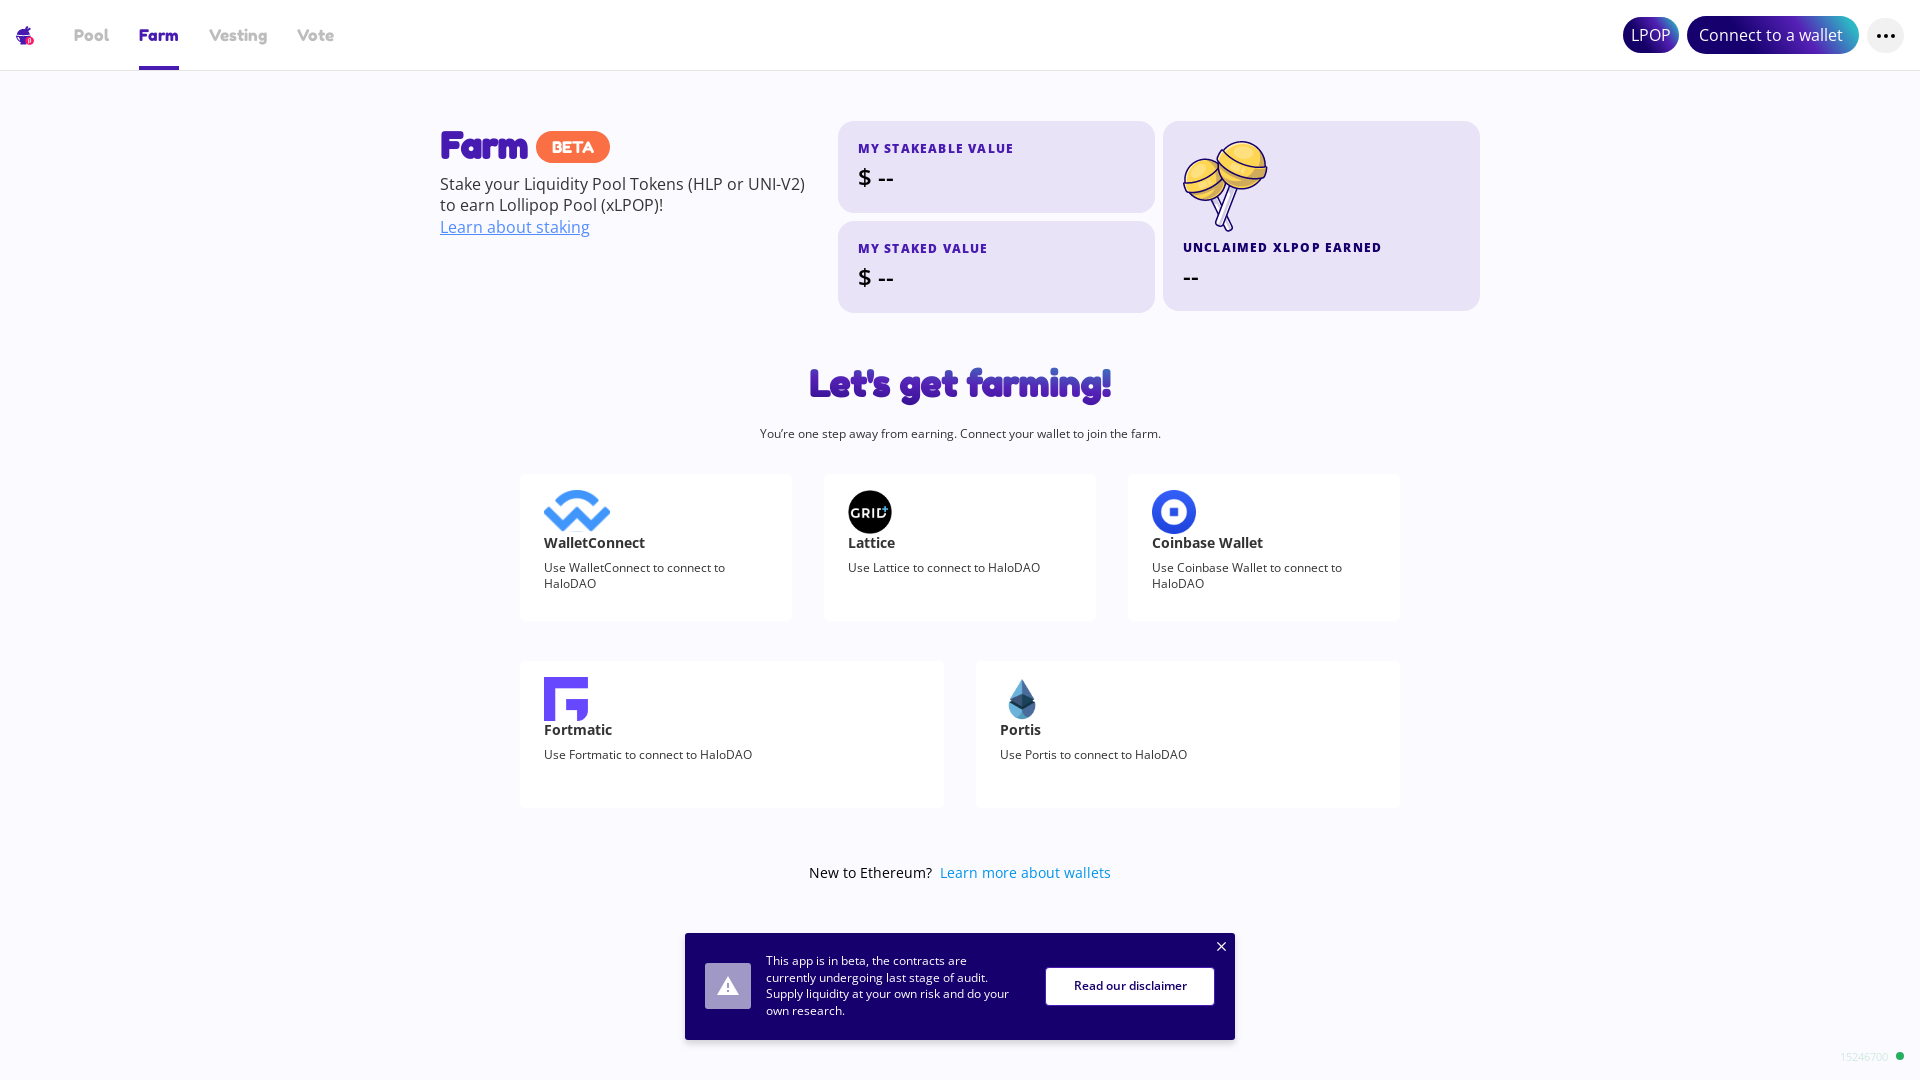 Pool
Farm
Vesting
Vote
LPOP
Connect to a wallet
Farm BETA
Stake your Liquidity Pool Tokens (HLP or UNI-V2)
to earn Lollipop Pool (xLPOP)!
Learn about staking
MY STAKEABLE VALUE
$ --
MY STAKED VALUE
$ --
UNCLAIMED XLPOP EARNED
--
Let's get farming!
You’re one step away from earning. Connect your wallet to join the farm.
WalletConnect
Use WalletConnect to connect to
HaloDAO
GRID+
Lattice
Use Lattice to connect to HaloDAO
Coinbase Wallet
Use Coinbase Wallet to connect to
HaloDAO
Fortmatic
Use Fortmatic to connect to HaloDAO
Portis
Use Portis to connect to HaloDAO
New to Ethereum? Learn more about wallets
This app is in beta, the contracts are
currently undergoing last stage of audit.
Supply liquidity at your own risk and do your
own research.
Read our disclaimer
15246700